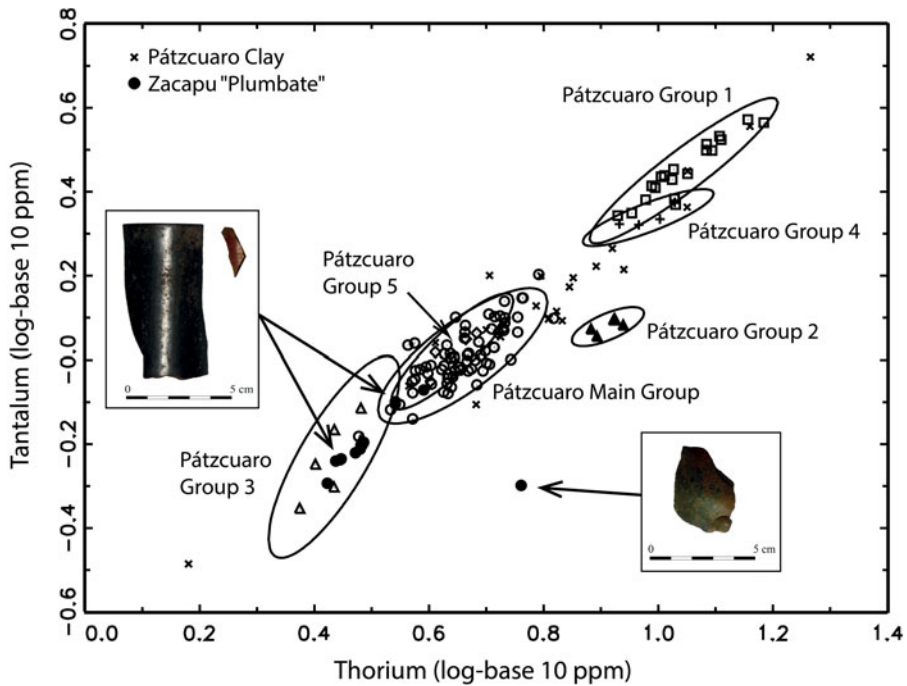 Pátzcuaro Clay
Zacapu "Plumbate"
Pátzcuaro Group 1
Pátzcuaro Group 4
Pátzcuaro
Group 5
Pátzcuaro Group 2
Pátzcuaro Main Group
Pátzcuaro
Group 3
0 5 cm
0 5 cm
Tantalum (log-base 10 ppm)
0.8
0.6
0.4
0.2
-0.0
-0.2
-0.4
-0.6
0.0 0.2 0.4 0.6 0.8 1.0 1.2 1.4
Thorium (log-base 10 ppm)